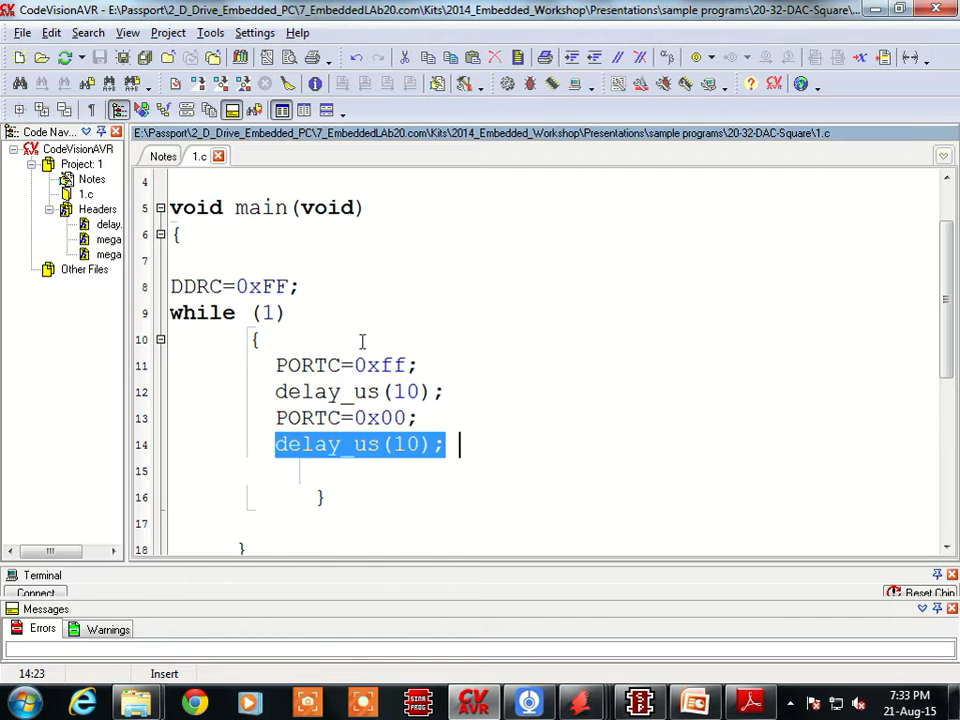 CodeVisionAVR - E:\Passport\2_D_Drive_Embedded_PC\7_EmbeddedLAb20.com\Kits\2014_Embedded_Workshop\Presentations\sample programs\20-32-DAC-Square\...
File Edit Search View Project Tools Settings Help
Code Nav...
E:\Passport\2_D_Drive_Embedded_PC\7_EmbeddedLAb20.com\Kits\2014_Embedded_Workshop\Presentations\sample programs\20-32-DAC-Square\1.c
CodeVisionAVR
Project: 1
Notes
1.c
Headers
delay.
mega
mega
Other Files
Notes 1.c
4
5 void main(void)
6 {
7
8 DDRC=0xFF;
9 while (1)
10 {
11 PORTC=0xff;
12 delay_us(10);
13 PORTC=0x00;
14 delay_us(10);
15
16 }
17
18 }
Terminal
Connect Reset Chip
Messages
Errors Warnings
14:23 Insert
CV AVR
7:33 PM
21-Aug-15